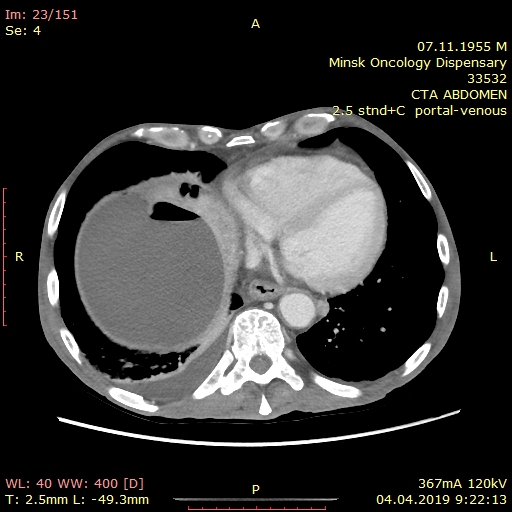 Im: 23/151
Se: 4
A
07.11.1955 M
Minsk Oncology Dispensary
33532
CTA ABDOMEN
2.5 stnd+C portal-venous
R
L
WL: 40 WW: 400 [D]
T: 2.5mm L: -49.3mm
P
367mA 120kV
04.04.2019 9:22:13